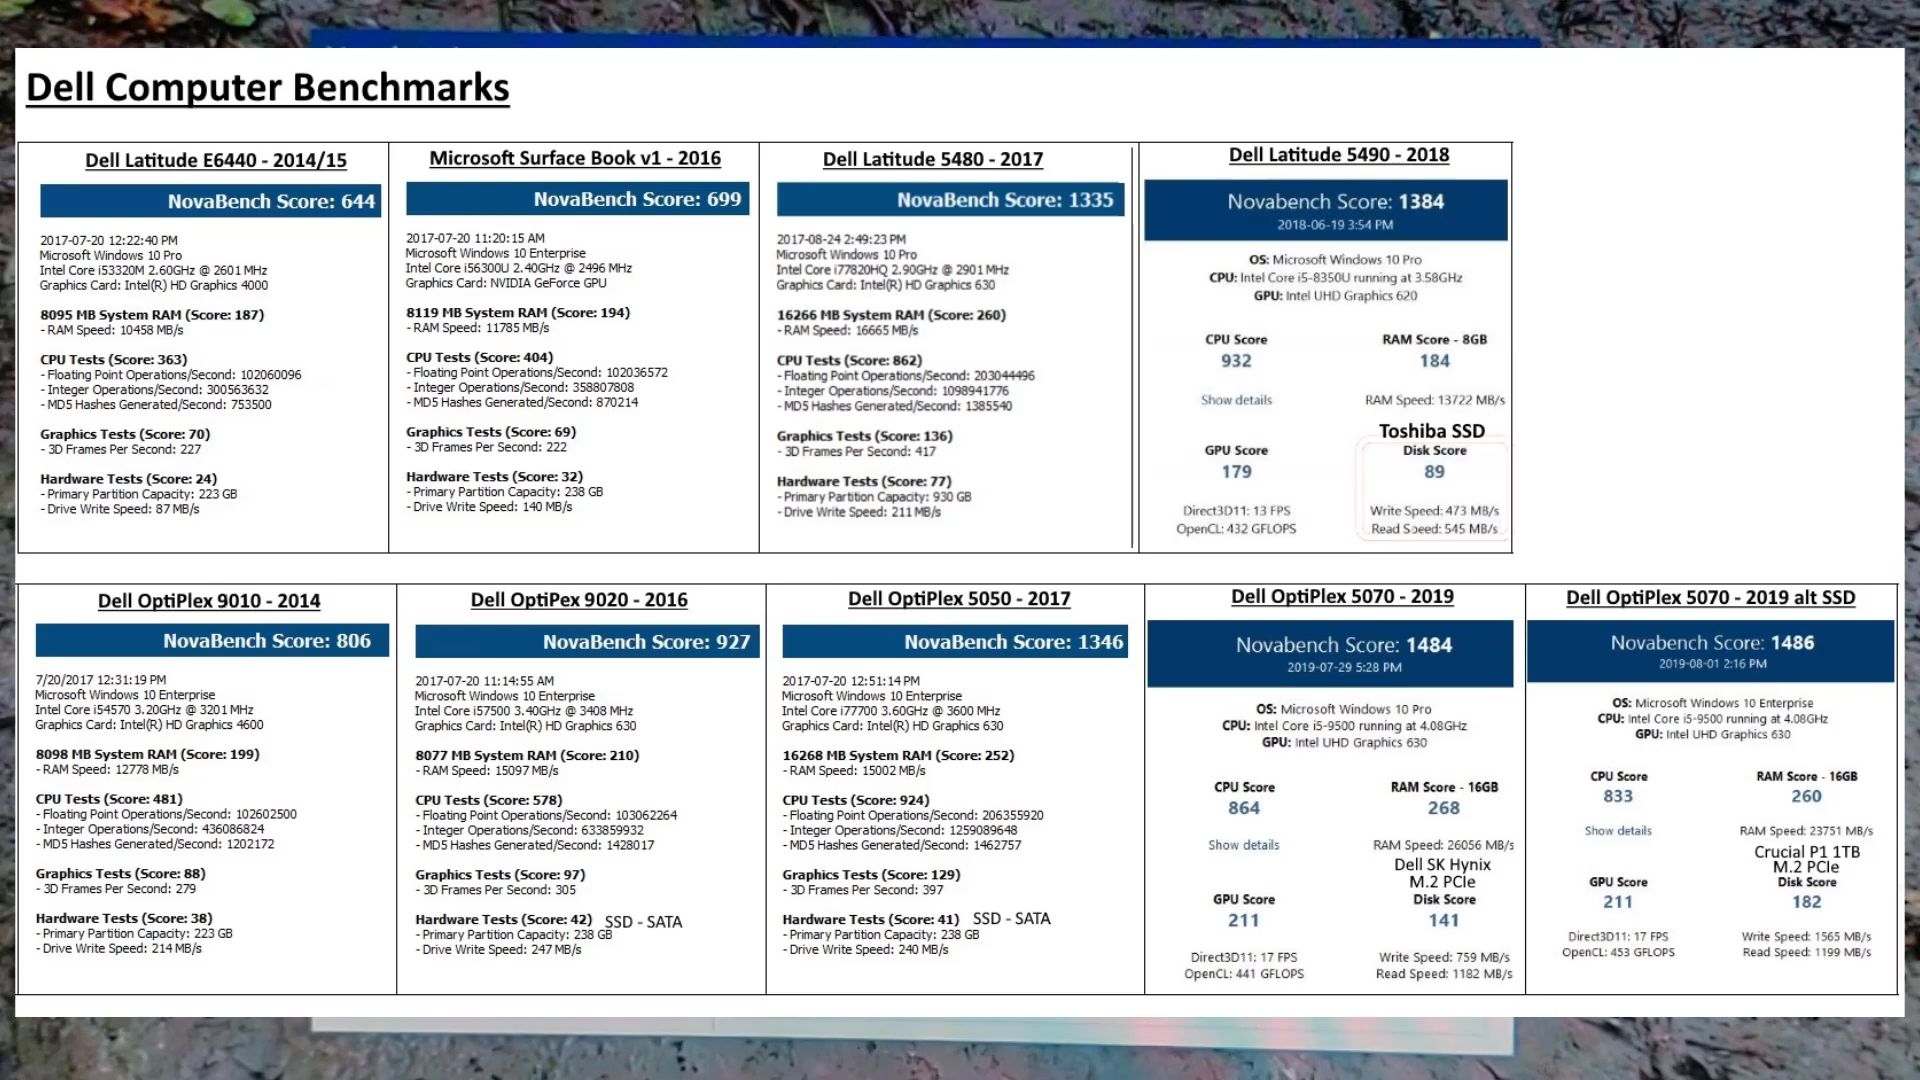 Dell Computer Benchmarks
Dell Latitude E6440 - 2014/15
NovaBench Score: 644
2017-07-20 12:22:40 PM
Microsoft Windows 10 Pro
Intel Core i53320M 2.60GHz @ 2601 MHz
Graphics Card: Intel(R) HD Graphics 4000
8095 MB System RAM (Score: 187)
- RAM Speed: 10458 MB/s
CPU Tests (Score: 363)
- Floating Point Operations/Second: 102060096
- Integer Operations/Second: 300563632
- MD5 Hashes Generated/Second: 753500
Graphics Tests (Score: 70)
- 3D Frames Per Second: 227
Hardware Tests (Score: 24)
- Primary Partition Capacity: 223 GB
- Drive Write Speed: 87 MB/s
Microsoft Surface Book v1 - 2016
NovaBench Score: 699
2017-07-20 11:20:15 AM
Microsoft Windows 10 Enterprise
Intel Core i56300U 2.40GHz @ 2496 MHz
Graphics Card: NVIDIA GeForce GPU
8119 MB System RAM (Score: 194)
- RAM Speed: 11785 MB/s
CPU Tests (Score: 404)
- Floating Point Operations/Second: 102036572
- Integer Operations/Second: 358807808
- MD5 Hashes Generated/Second: 870214
Graphics Tests (Score: 69)
- 3D Frames Per Second: 222
Hardware Tests (Score: 32)
- Primary Partition Capacity: 238 GB
- Drive Write Speed: 140 MB/s
Dell Latitude 5480 - 2017
NovaBench Score: 1335
2017-08-24 2:49:23 PM
Microsoft Windows 10 Pro
Intel Core i77820HQ 2.90GHz @ 2901 MHz
Graphics Card: Intel(R) HD Graphics 630
16266 MB System RAM (Score: 260)
- RAM Speed: 16665 MB/s
CPU Tests (Score: 862)
- Floating Point Operations/Second: 203044496
- Integer Operations/Second: 1098941776
- MD5 Hashes Generated/Second: 1385540
Graphics Tests (Score: 136)
- 3D Frames Per Second: 417
Hardware Tests (Score: 77)
- Primary Partition Capacity: 930 GB
- Drive Write Speed: 211 MB/s
Dell Latitude 5490 - 2018
Novabench Score: 1384
2018-06-19 3:54 PM
OS: Microsoft Windows 10 Pro
CPU: Intel Core i5-8350U running at 3.58GHz
GPU: Intel UHD Graphics 620
CPU Score
932
Show details
RAM Score - 8GB
184
RAM Speed: 13722 MB/s
GPU Score
179
Direct3D11: 13 FPS
OpenCL: 432 GFLOPS
Toshiba SSD
Disk Score
89
Write Speed: 473 MB/s
Read Speed: 545 MB/s
Dell OptiPlex 9010 - 2014
NovaBench Score: 806
7/20/2017 12:31:19 PM
Microsoft Windows 10 Enterprise
Intel Core i54570 3.20GHz @ 3201 MHz
Graphics Card: Intel(R) HD Graphics 4600
8098 MB System RAM (Score: 199)
- RAM Speed: 12778 MB/s
CPU Tests (Score: 481)
- Floating Point Operations/Second: 102602500
- Integer Operations/Second: 436086824
- MD5 Hashes Generated/Second: 1202172
Graphics Tests (Score: 88)
- 3D Frames Per Second: 279
Hardware Tests (Score: 38)
- Primary Partition Capacity: 223 GB
- Drive Write Speed: 214 MB/s
Dell OptiPex 9020 - 2016
NovaBench Score: 927
2017-07-20 11:14:55 AM
Microsoft Windows 10 Enterprise
Intel Core i57500 3.40GHz @ 3408 MHz
Graphics Card: Intel(R) HD Graphics 630
8077 MB System RAM (Score: 210)
- RAM Speed: 15097 MB/s
CPU Tests (Score: 578)
- Floating Point Operations/Second: 103062264
- Integer Operations/Second: 633859932
- MD5 Hashes Generated/Second: 1428017
Graphics Tests (Score: 97)
- 3D Frames Per Second: 305
Hardware Tests (Score: 42) SSD - SATA
- Primary Partition Capacity: 238 GB
- Drive Write Speed: 247 MB/s
Dell OptiPlex 5050 - 2017
NovaBench Score: 1346
2017-07-20 12:51:14 PM
Microsoft Windows 10 Enterprise
Intel Core i77700 3.60GHz @ 3600 MHz
Graphics Card: Intel(R) HD Graphics 630
16268 MB System RAM (Score: 252)
- RAM Speed: 15002 MB/s
CPU Tests (Score: 924)
- Floating Point Operations/Second: 206355920
- Integer Operations/Second: 1259089648
- MD5 Hashes Generated/Second: 1462757
Graphics Tests (Score: 129)
- 3D Frames Per Second: 397
Hardware Tests (Score: 41) SSD - SATA
- Primary Partition Capacity: 238 GB
- Drive Write Speed: 240 MB/s
Dell OptiPlex 5070 - 2019
Novabench Score: 1484
2019-07-29 5:28 PM
OS: Microsoft Windows 10 Pro
CPU: Intel Core i5-9500 running at 4.08GHz
GPU: Intel UHD Graphics 630
CPU Score
864
Show details
RAM Score - 16GB
268
RAM Speed: 26056 MB/s
GPU Score
211
Direct3D11: 17 FPS
OpenCL: 441 GFLOPS
Dell SK Hynix
M.2 PCIe
Disk Score
141
Write Speed: 759 MB/s
Read Speed: 1182 MB/s
Dell OptiPlex 5070 - 2019 alt SSD
Novabench Score: 1486
2019-08-01 2:16 PM
OS: Microsoft Windows 10 Enterprise
CPU: Intel Core i5-9500 running at 4.08GHz
GPU: Intel UHD Graphics 630
CPU Score
833
Show details
RAM Score - 16GB
260
RAM Speed: 23751 MB/s
GPU Score
211
Direct3D11: 17 FPS
OpenCL: 453 GFLOPS
Crucial P1 1TB
M.2 PCIe
Disk Score
182
Write Speed: 1565 MB/s
Read Speed: 1199 MB/s